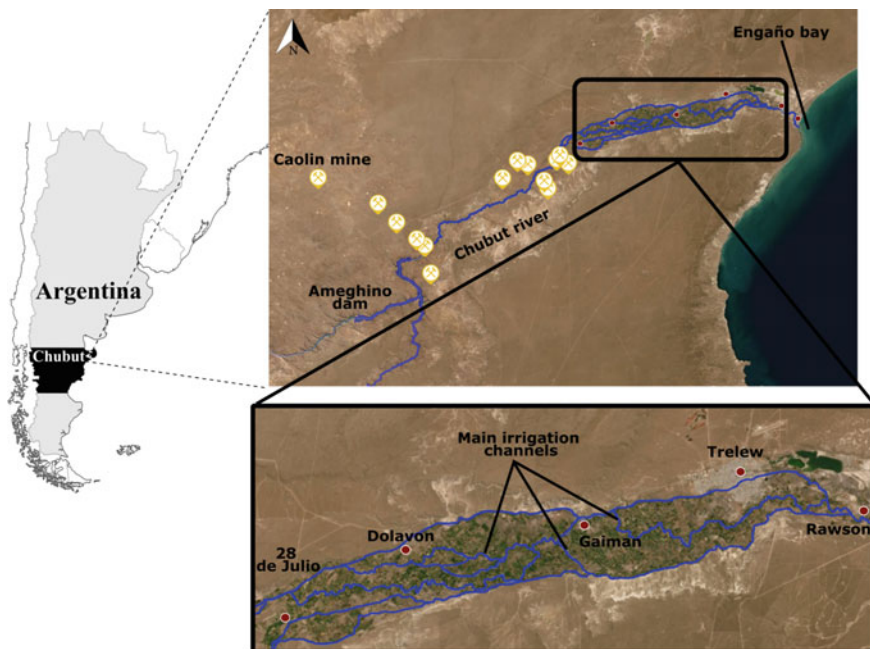 N
Engaño bay
Caolin mine
Chubut river
Argentina
Ameghino
dam
Chubut
Main irrigation
channels
Trelew
Dolavon
Gaiman
Rawson
28
de Julio